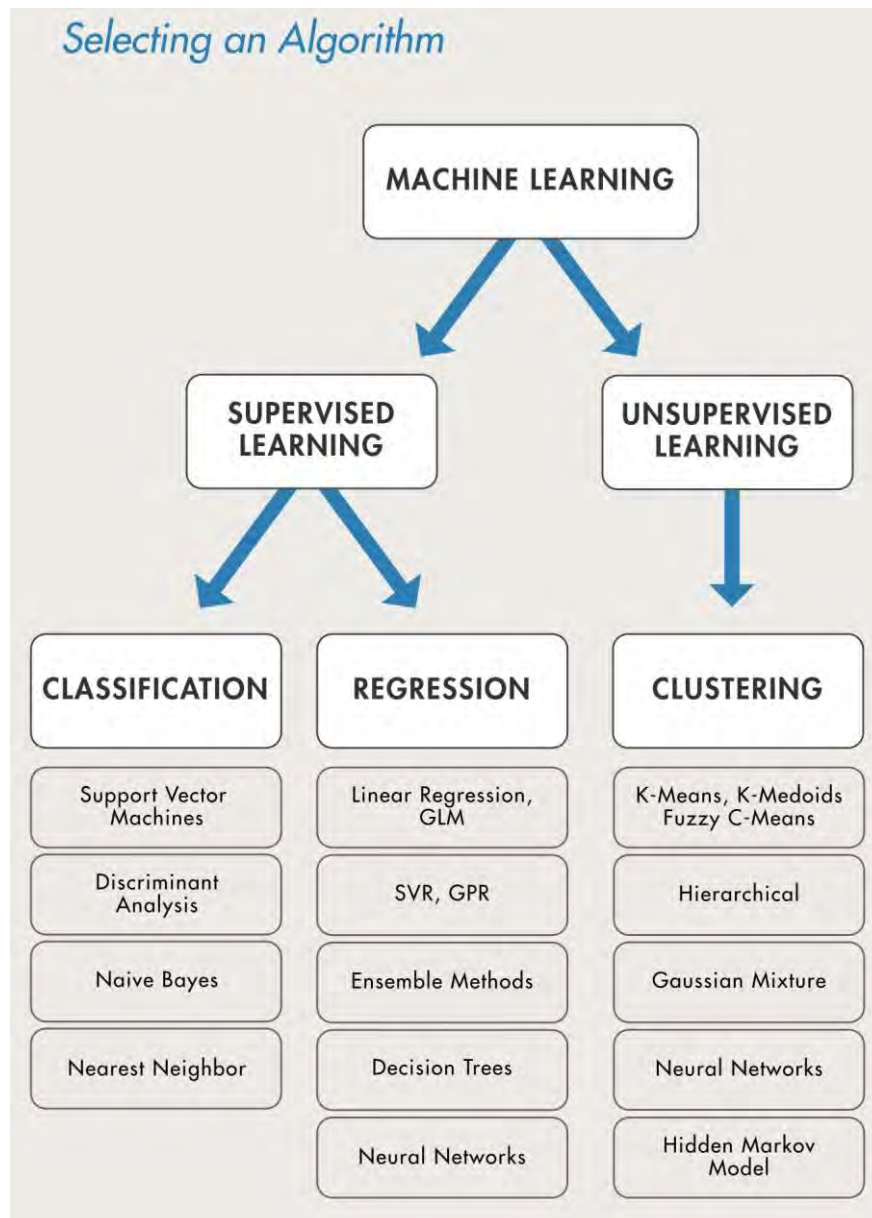 Selecting an Algorithm
MACHINE LEARNING
SUPERVISED
LEARNING
UNSUPERVISED
LEARNING
CLASSIFICATION
REGRESSION
CLUSTERING
Support Vector
Machines
Discriminant
Analysis
Naive Bayes
Nearest Neighbor
Linear Regression,
GLM
SVR, GPR
Ensemble Methods
Decision Trees
Neural Networks
K-Means, K-Medoids
Fuzzy C-Means
Hierarchical
Gaussian Mixture
Neural Networks
Hidden Markov
Model